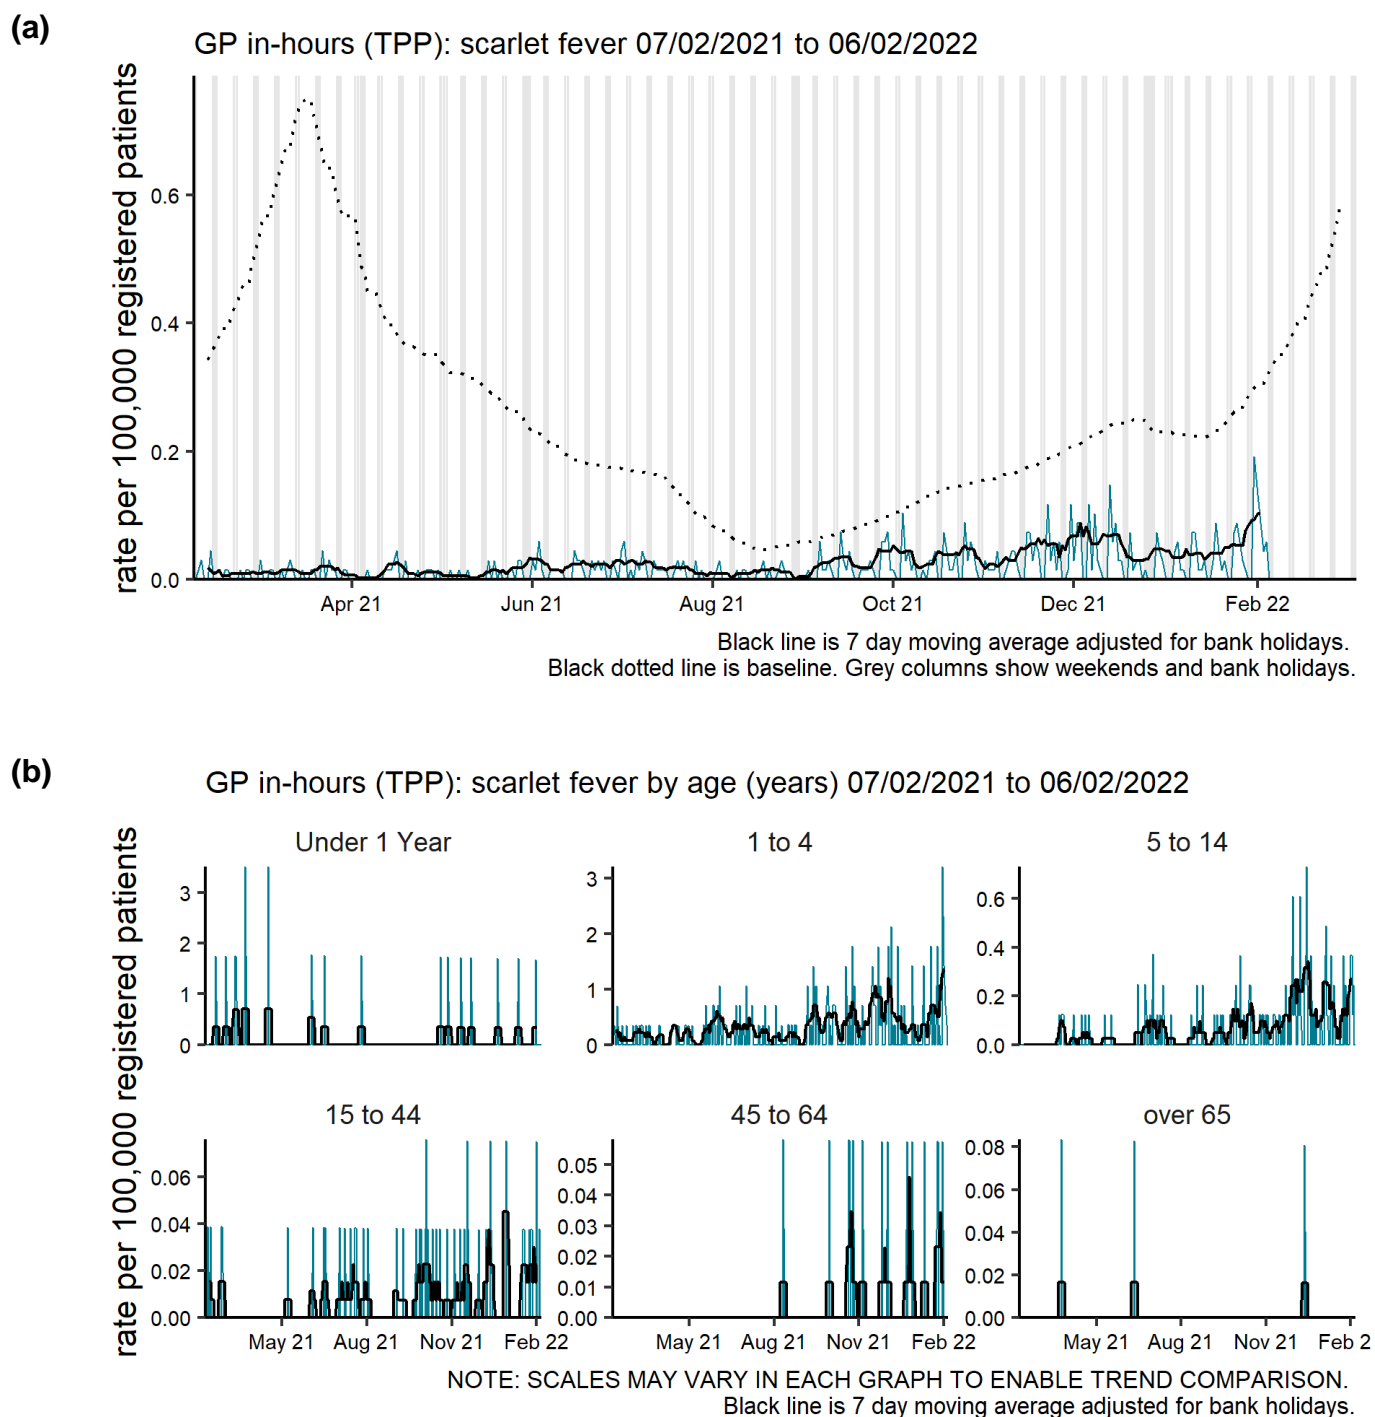 (a)
GP in-hours (TPP): scarlet fever 07/02/2021 to 06/02/2022
rate per 100,000 registered patients
0.6
0.4
0.2
0.0
Apr 21 Jun 21 Aug 21 Oct 21 Dec 21 Feb 22
Black line is 7 day moving average adjusted for bank holidays.
Black dotted line is baseline. Grey columns show weekends and bank holidays.
(b)
GP in-hours (TPP): scarlet fever by age (years) 07/02/2021 to 06/02/2022
rate per 100,000 registered patients
Under 1 Year
3
2
1
0
1 to 4
3
2
1
0
5 to 14
0.6
0.4
0.2
0.0
15 to 44
0.06
0.04
0.02
0.00
May 21 Aug 21 Nov 21 Feb 22
45 to 64
0.05
0.04
0.03
0.02
0.01
0.00
May 21 Aug 21 Nov 21 Feb 22
over 65
0.08
0.06
0.04
0.02
0.00
May 21 Aug 21 Nov 21 Feb 2
NOTE: SCALES MAY VARY IN EACH GRAPH TO ENABLE TREND COMPARISON.
Black line is 7 day moving average adjusted for bank holidays.